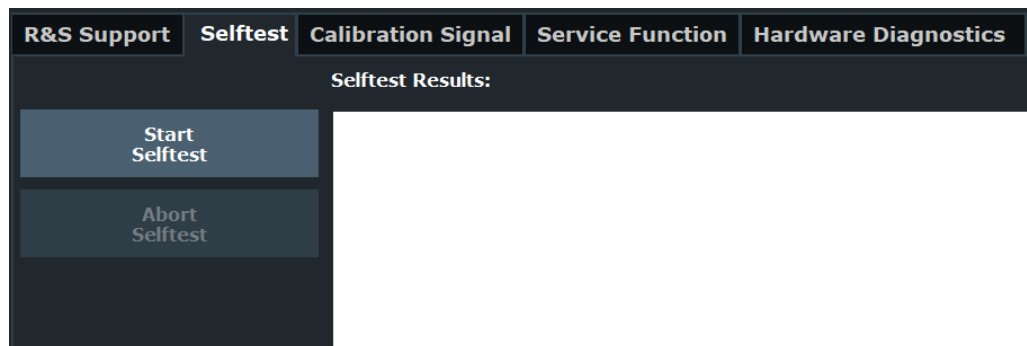 R&S Support Selftest Calibration Signal Service Function Hardware Diagnostics
Selftest Results:
Start
Selftest
Abort
Selftest